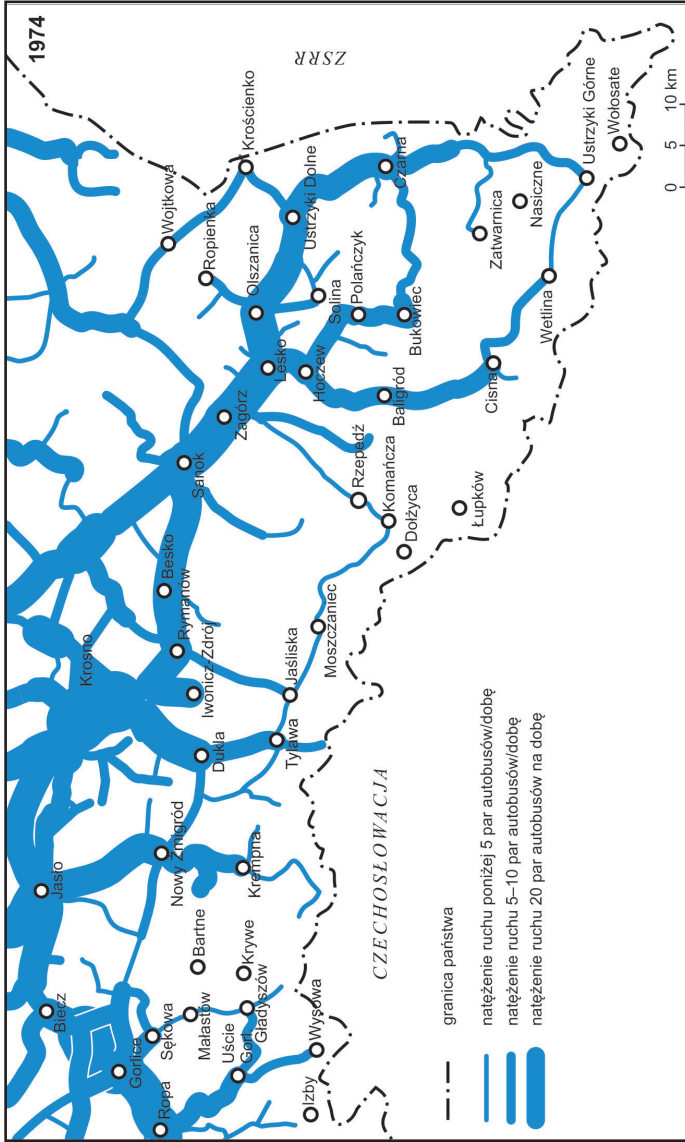 1974
ZSRR
CZECHOSŁOWACJA
Biecz
Jasło
Krosno
Gorlice
Ropa
Sękowa
Małastów
Bartne
Krywe
Uście
Gorl.
Gładyszów
Wysowa
Izby
Nowy Żmigród
Krempna
Dukla
Tylawa
Iwonicz-Zdrój
Rymanów
Besko
Jaśliska
Moszczaniec
Sanok
Zagórz
Lesko
Hoczew
Rzepedź
Komańcza
Dołżyca
Łupków
Baligród
Cisna
Wetlina
Olszanica
Ropienka
Wojtkowa
Krościenko
Ustrzyki Dolne
Solina
Polańczyk
Bukowiec
Czarna
Zatwarnica
Nasiczne
Ustrzyki Górne
Wołosate
0 5 10 km
granica państwa
natężenie ruchu poniżej 5 par autobusów/dobę
natężenie ruchu 5–10 par autobusów/dobę
natężenie ruchu 20 par autobusów na dobę